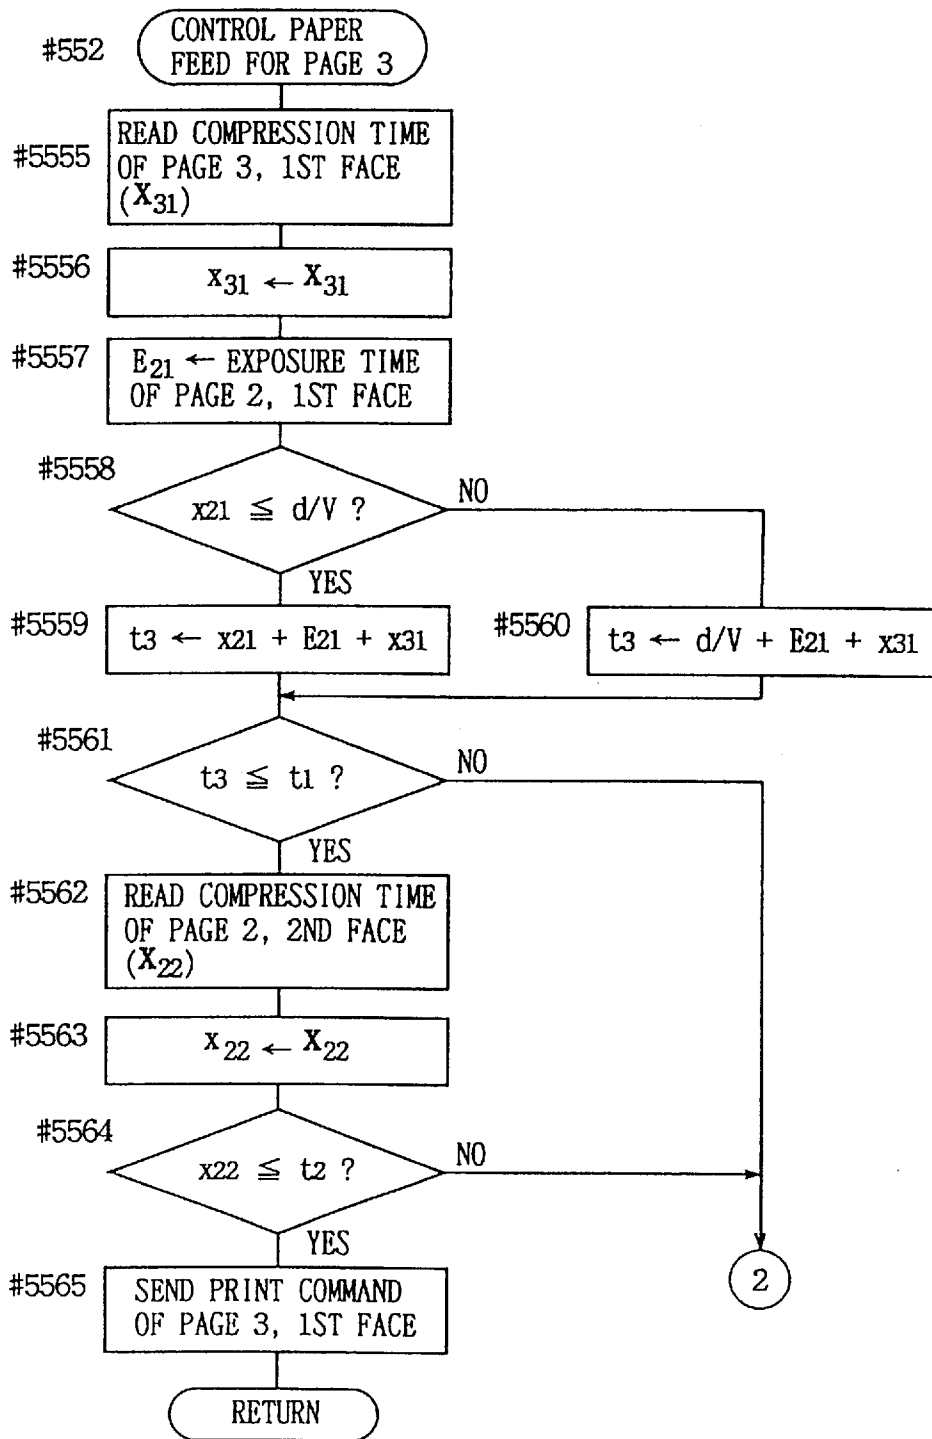 #552
CONTROL PAPER
FEED FOR PAGE 3
#5555
READ COMPRESSION TIME
OF PAGE 3, 1ST FACE
(X31)
#5556
x31 ← X31
#5557
E21 ← EXPOSURE TIME
OF PAGE 2, 1ST FACE
#5558
x21 ≦ d/V ?
NO
YES
#5559
t3 ← x21 + E21 + x31
#5560
t3 ← d/V + E21 + x31
#5561
t3 ≦ t1 ?
NO
YES
#5562
READ COMPRESSION TIME
OF PAGE 2, 2ND FACE
(X22)
#5563
x22 ← X22
#5564
x22 ≦ t2 ?
NO
YES
2
#5565
SEND PRINT COMMAND
OF PAGE 3, 1ST FACE
RETURN